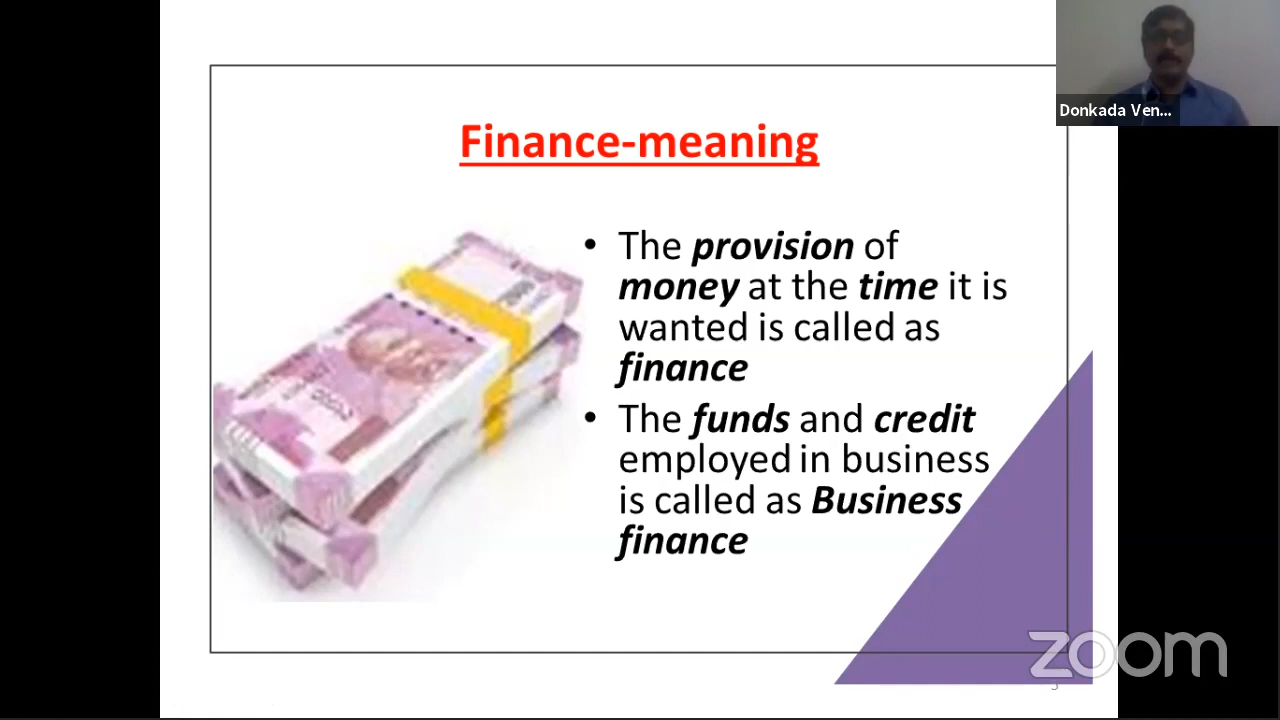 Finance-meaning
• The provision of
money at the time it is
wanted is called as
finance
• The funds and credit
employed in business
is called as Business
finance
Donkada Ven...
zoom